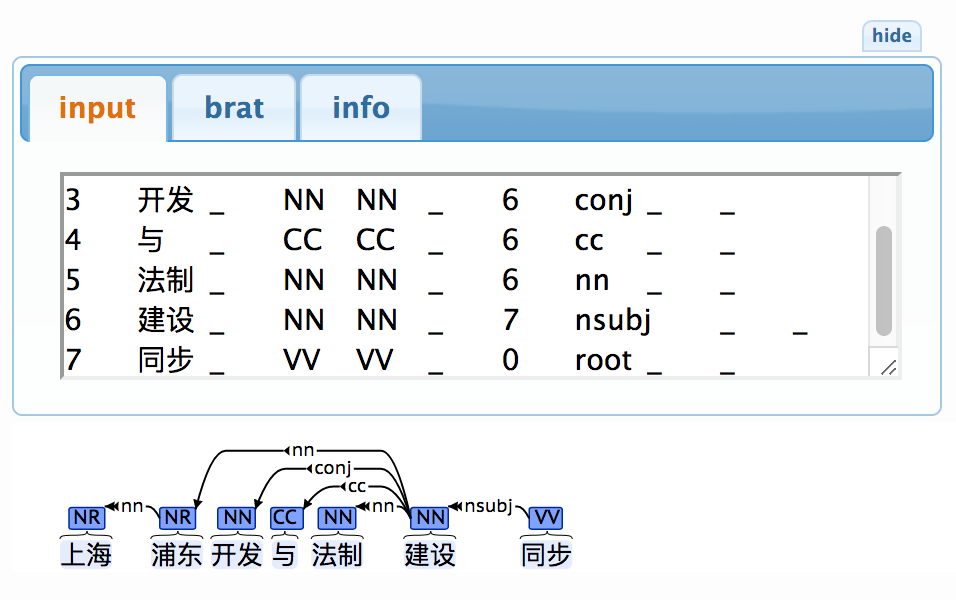 hide
input brat info
3 开发 _ NN NN _ 6 conj _ _
4 与 _ CC CC _ 6 cc _ _
5 法制 _ NN NN _ 6 nn _ _
6 建设 _ NN NN _ 7 nsubj _ _
7 同步 _ VV VV _ 0 root _ _
nn
conj
cc
nn nn nsubj
NR NR NN CC NN NN VV
上海 浦东 开发 与 法制 建设 同步